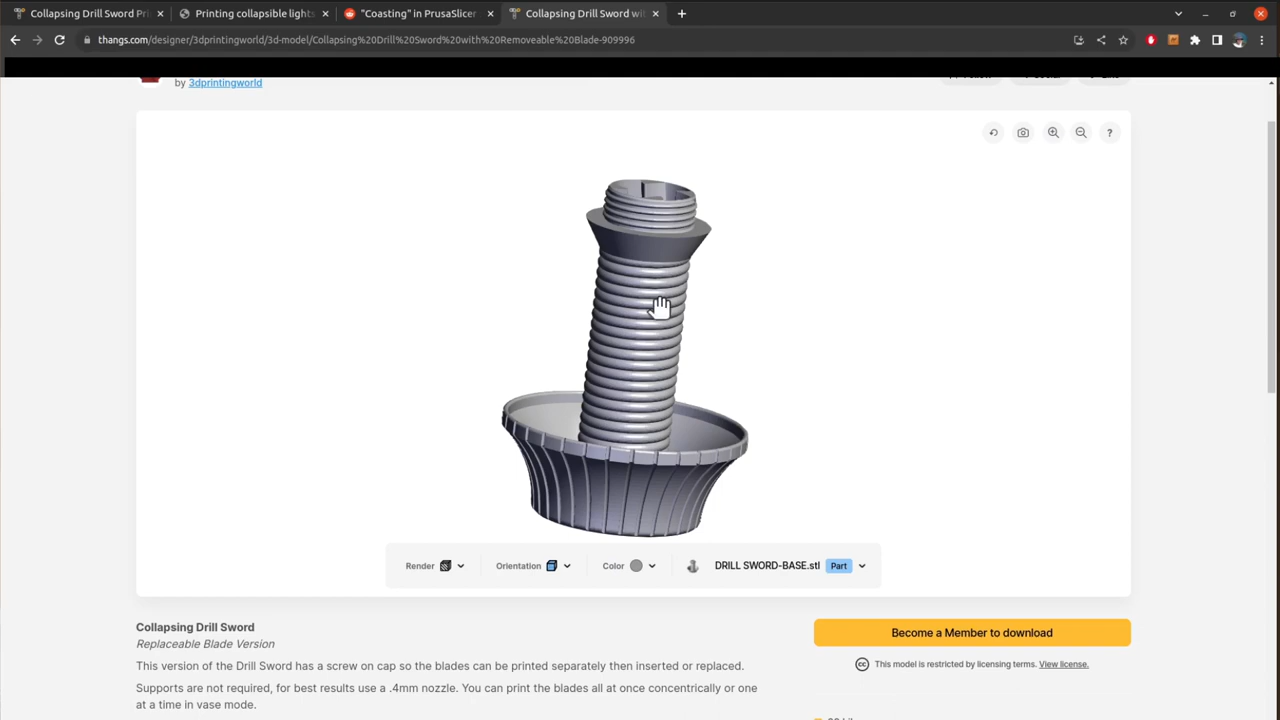 Collapsing Drill Sword Pri
Printing collapsible lights
"Coasting" in PrusaSlicer
Collapsing Drill Sword wi
thangs.com/designer/3dprintingworld/3d-model/Collapsing%20Drill%20Sword%20with%20Removeable%20Blade-909996
by 3dprintingworld
?
Render
Orientation
Color
DRILL SWORD-BASE.stl Part
Collapsing Drill Sword
Replaceable Blade Version
Become a Member to download
This version of the Drill Sword has a screw on cap so the blades can be printed separately then inserted or replaced.
cc This model is restricted by licensing terms. View license.
Supports are not required, for best results use a .4mm nozzle. You can print the blades all at once concentrically or one
at a time in vase mode.